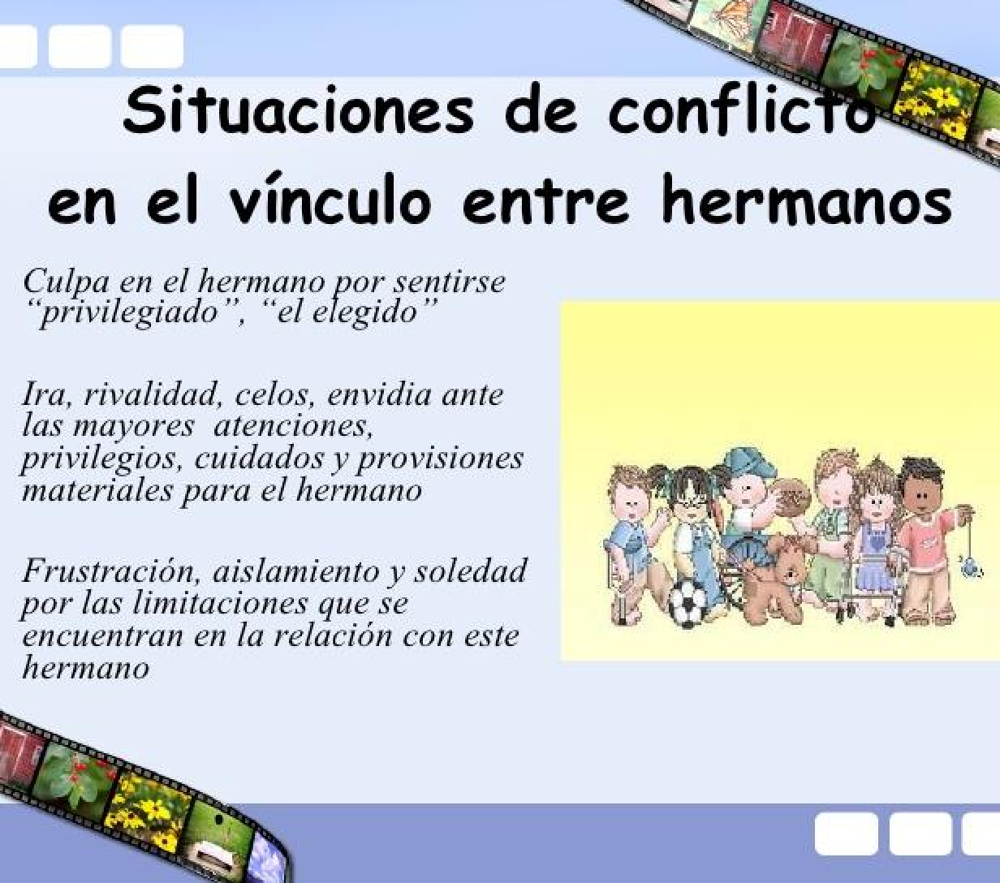 Situaciones de conflicto
en el vínculo entre hermanos
Culpa en el hermano por sentirse
“privilegiado”, “el elegido”
Ira, rivalidad, celos, envidia ante
las mayores  atenciones,
privilegios, cuidados y provisiones
materiales para el hermano
Frustración, aislamiento y soledad
por las limitaciones que se
encuentran en la relación con este
hermano